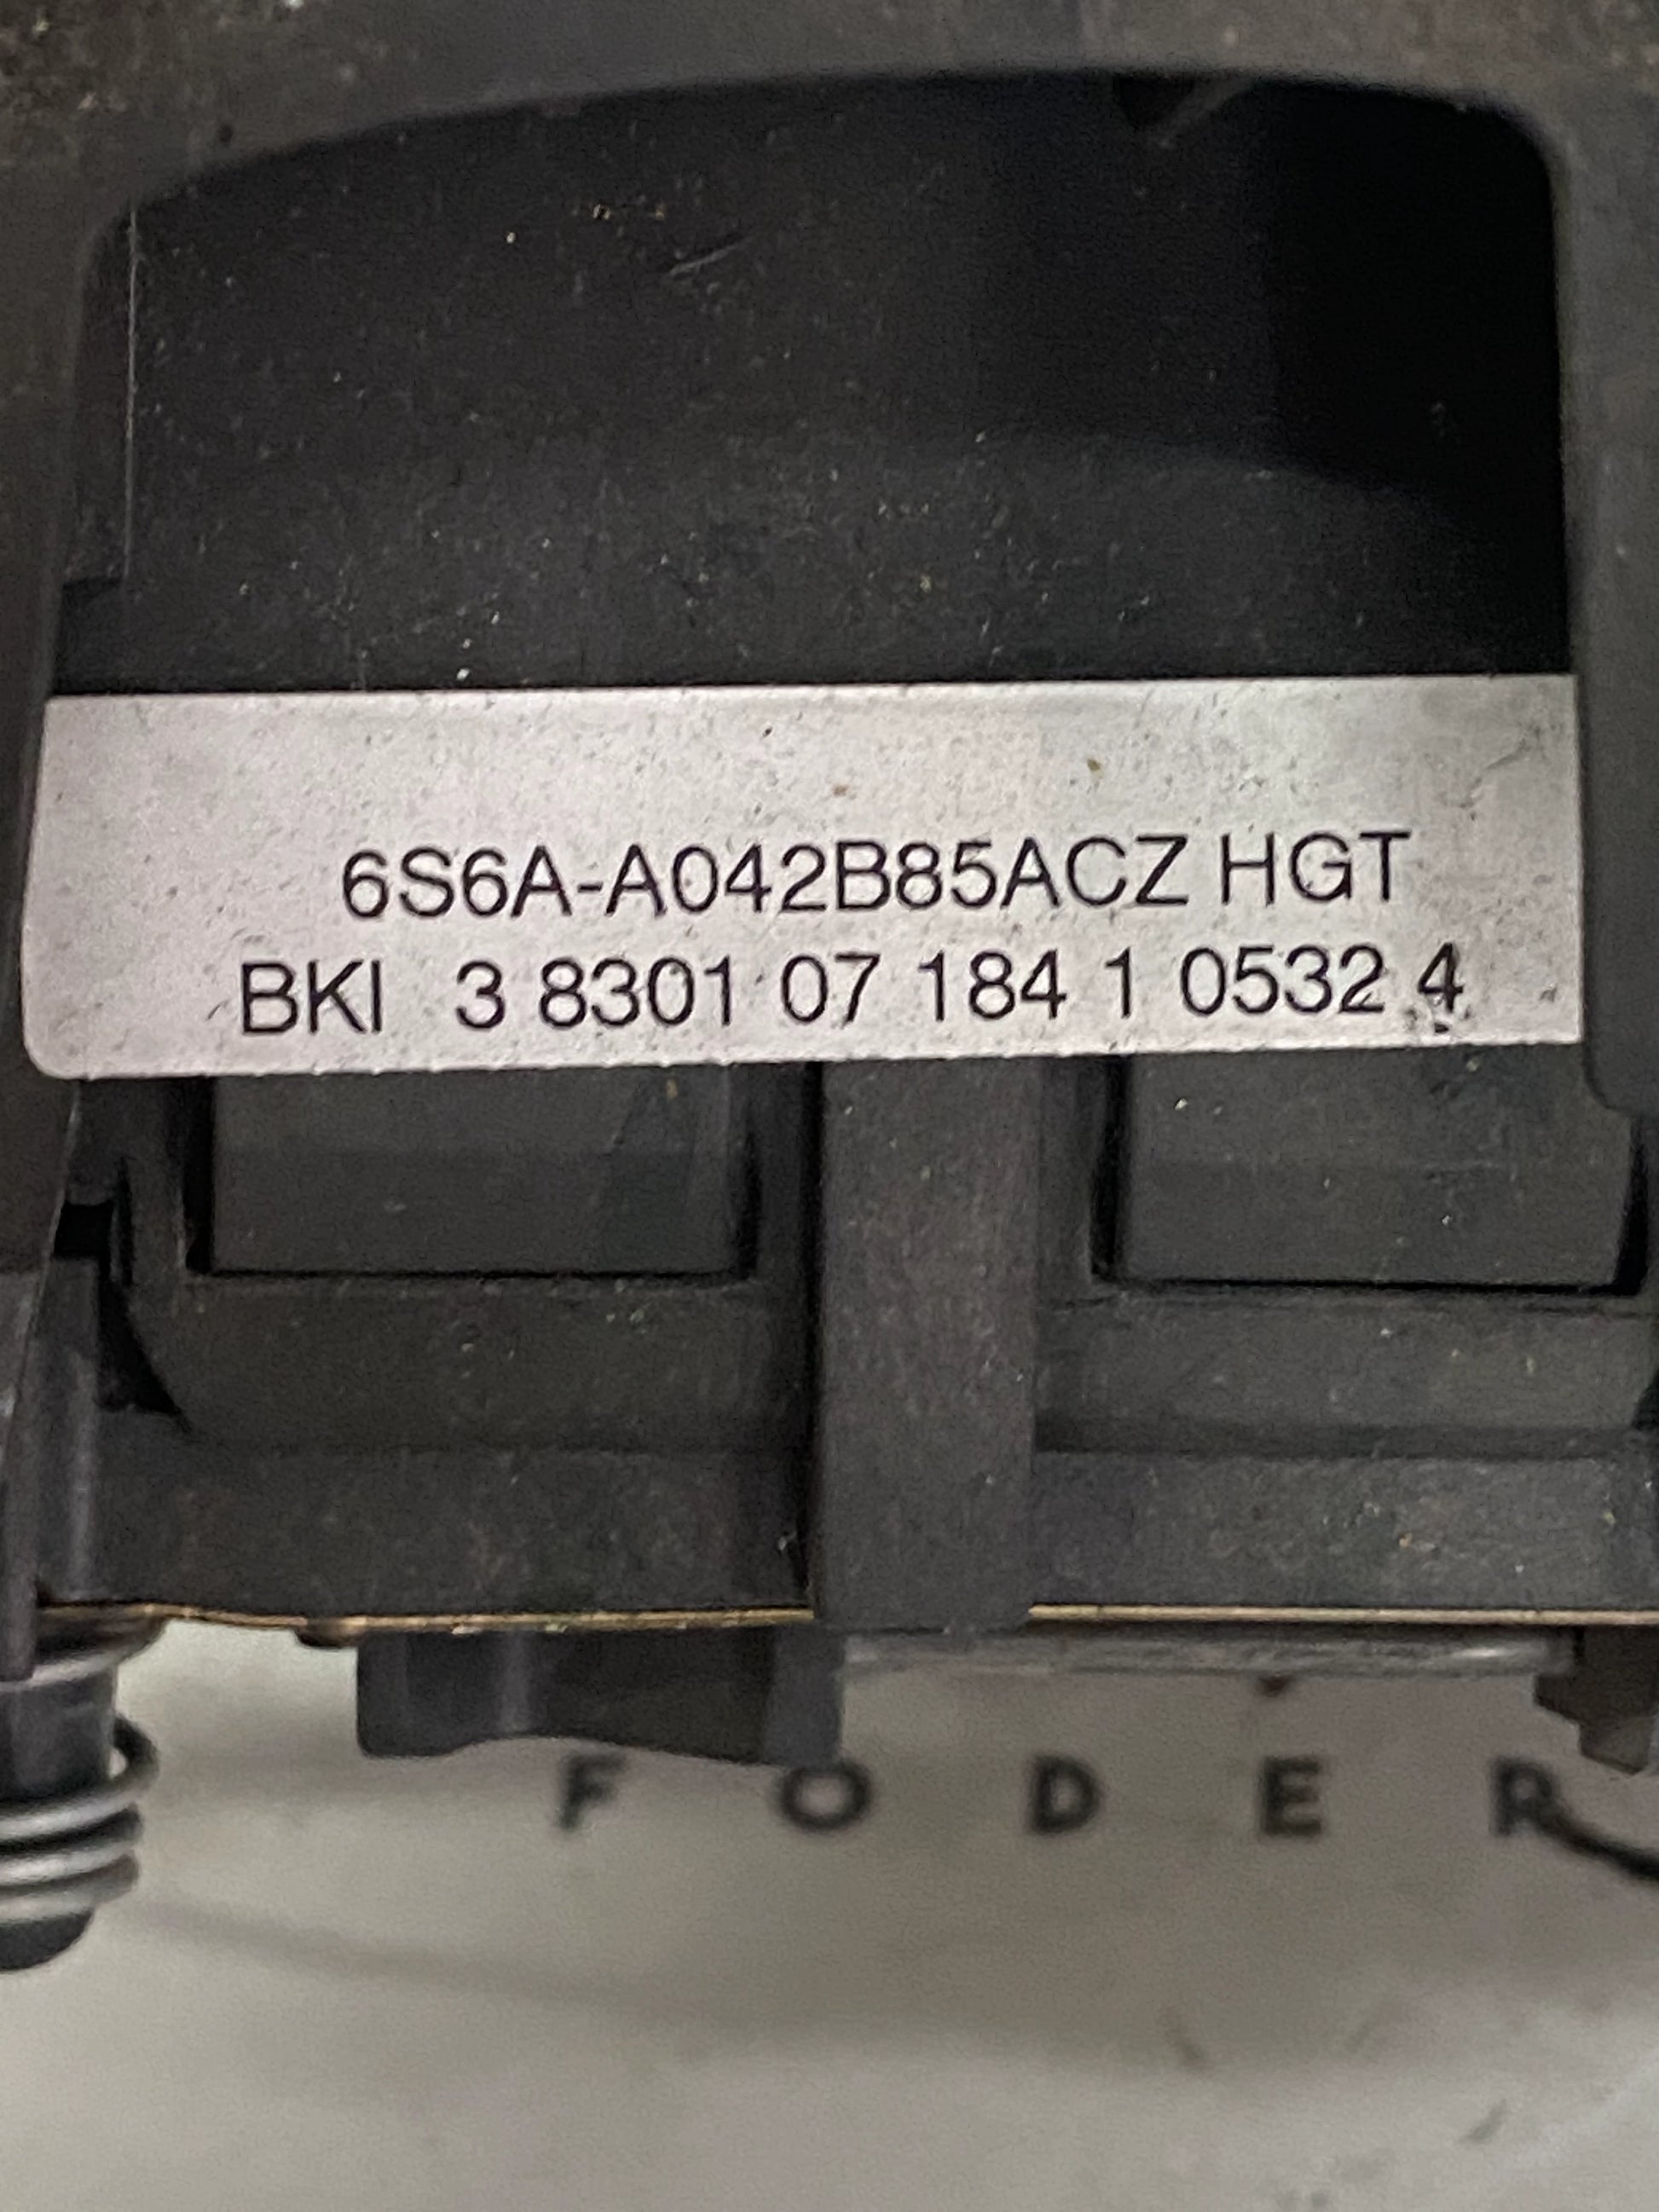 6S6A-A042B85ACZ HGT
BKI 3 8301 07 184 1 0532 4
F O D E R